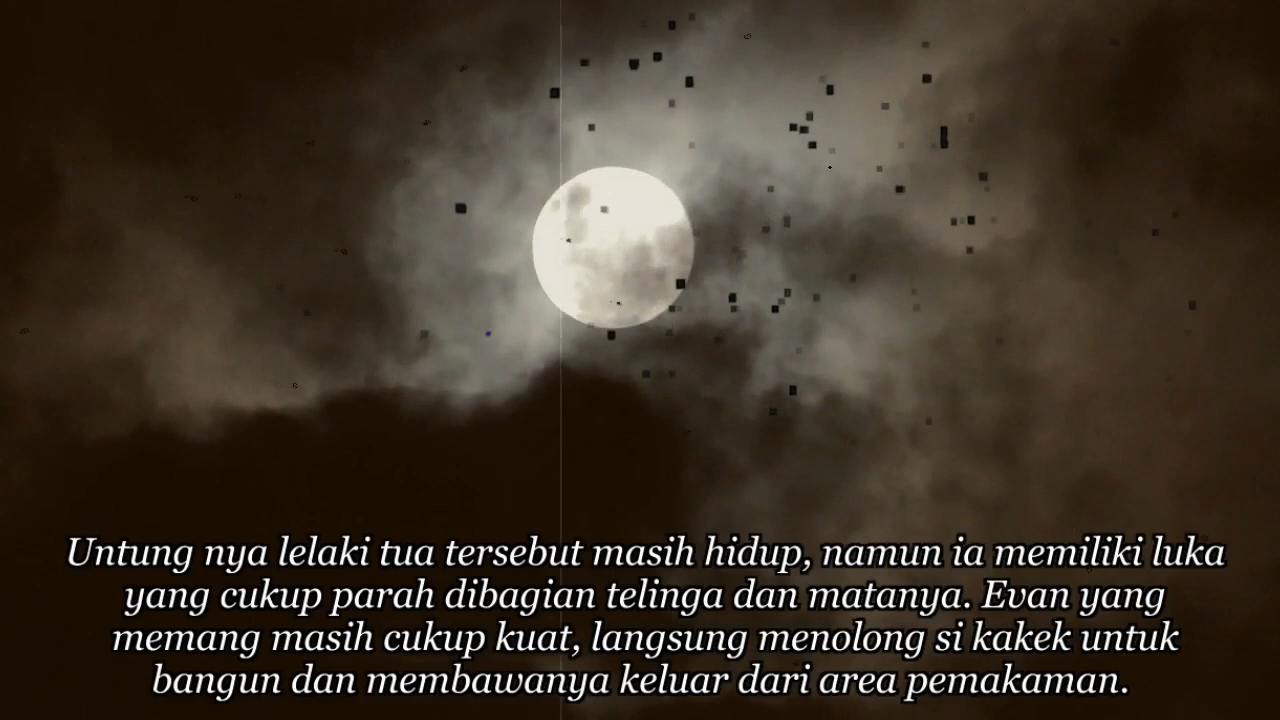 Untung nya lelaki tua tersebut masih hidup, namun ia memiliki luka
yang cukup parah dibagian telinga dan matanya. Evan yang
memang masih cukup kuat, langsung menolong si kakek untuk
bangun dan membawanya keluar dari area pemakaman.